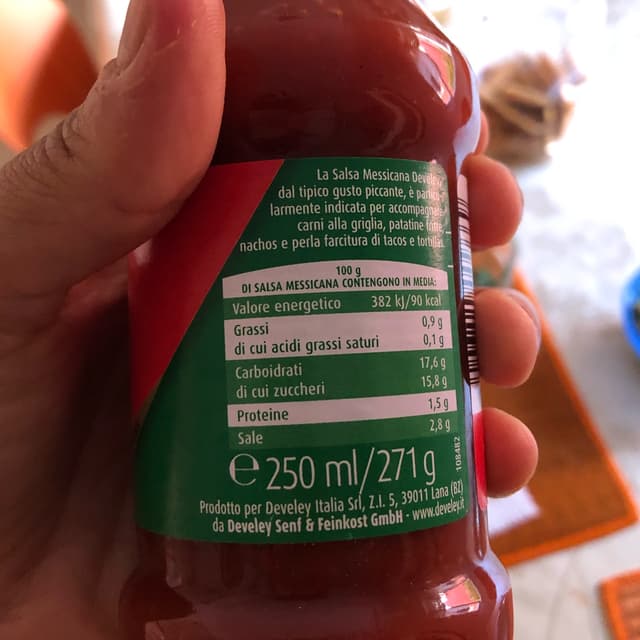 La Salsa Messicana Develey,
dal tipico gusto piccante, è partico-
larmente indicata per accompagnare
carni alla griglia, patatine fritte,
nachos e perla farcitura di tacos e tortillas.
100 g
DI SALSA MESSICANA CONTENGONO IN MEDIA:
Valore energetico 382 kJ/90 kcal
Grassi 0,9 g
di cui acidi grassi saturi 0,1 g
Carboidrati 17,6 g
di cui zuccheri 15,8 g
Proteine 1,5 g
Sale 2,8 g
℮ 250 ml/271 g
108482
Prodotto per Develey Italia Srl, Z.I. 5, 39011 Lana (BZ)
da Develey Senf & Feinkost GmbH - www.develey.it